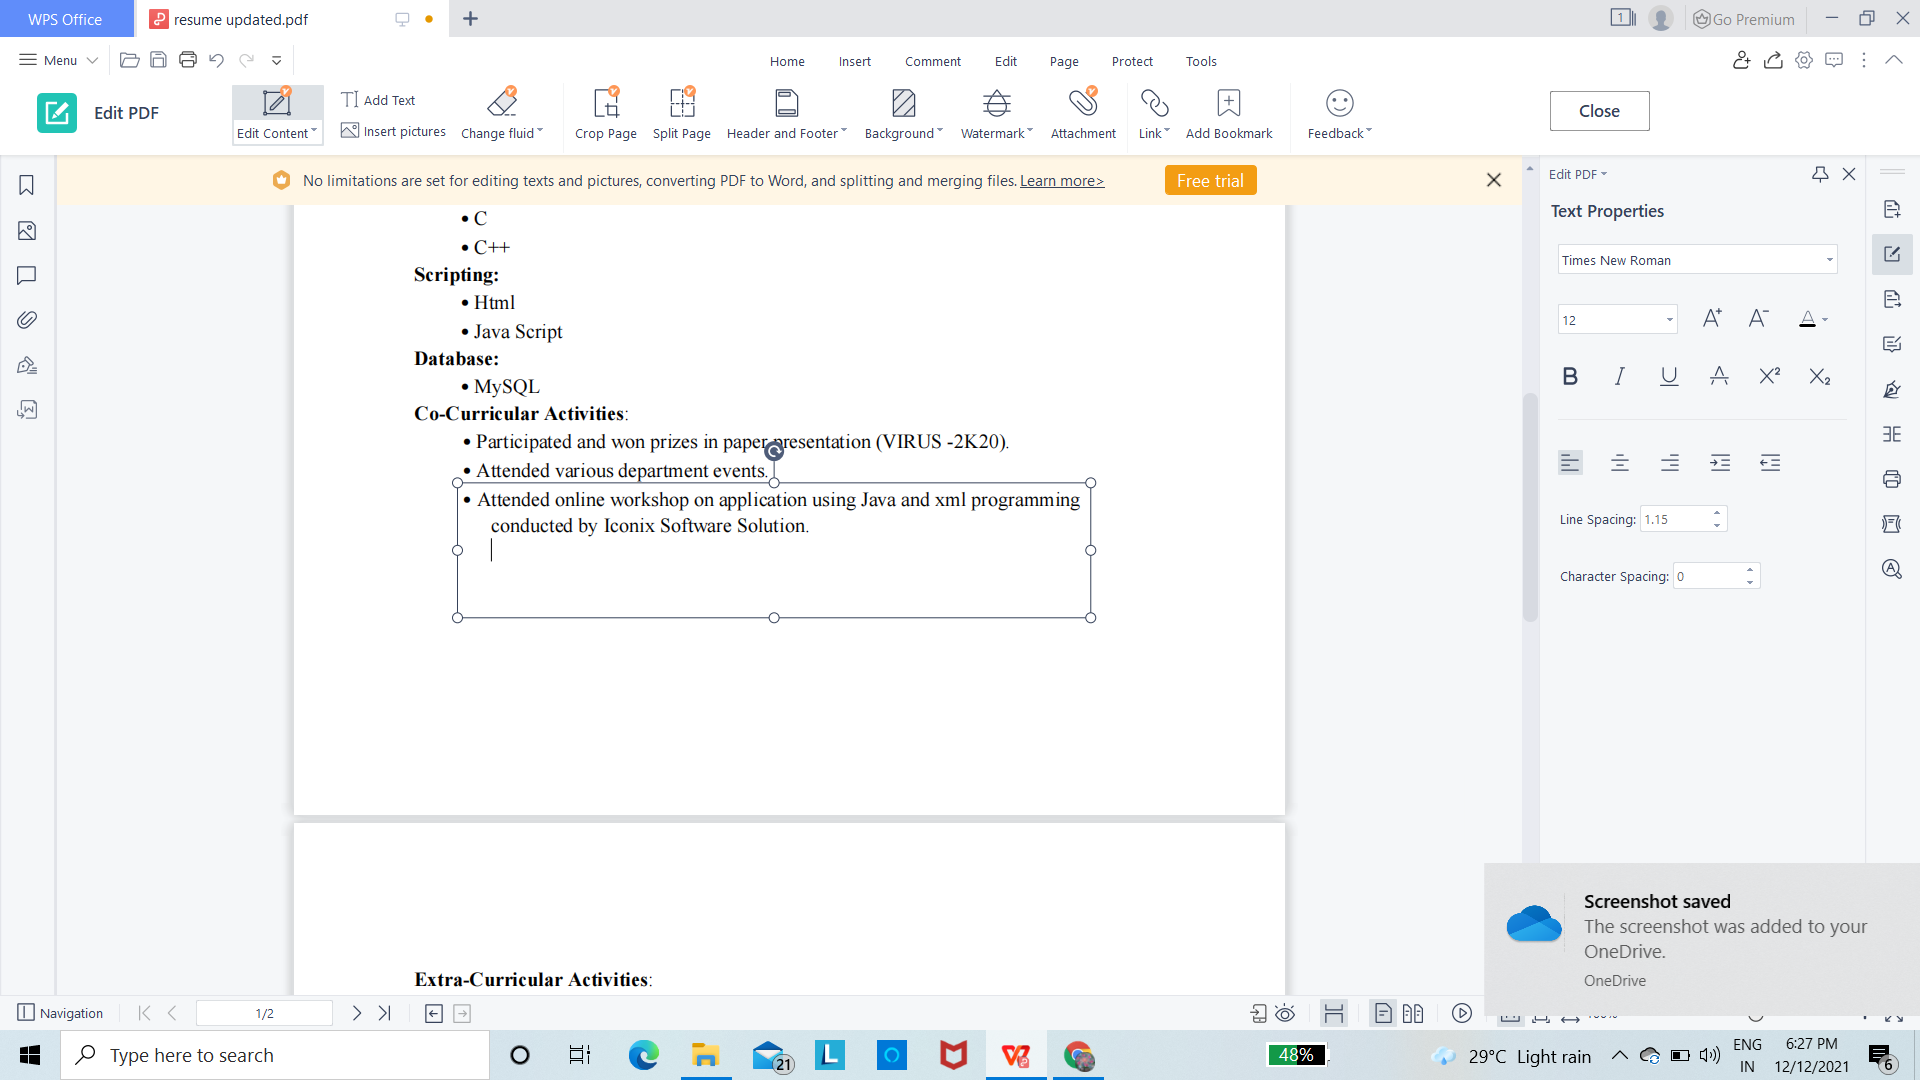 WPS Office
resume updated.pdf
1
Go Premium
Menu
Home Insert Comment Edit Page Protect Tools
Edit PDF
Edit Content
Add Text
Insert pictures
Change fluid
Crop Page
Split Page
Header and Footer
Background
Watermark
Attachment
Link
Add Bookmark
Feedback
Close
No limitations are set for editing texts and pictures, converting PDF to Word, and splitting and merging files. Learn more>
Free trial
• C
• C++
Scripting:
• Html
• Java Script
Database:
• MySQL
Co-Curricular Activities:
• Participated and won prizes in paper presentation (VIRUS -2K20).
• Attended various department events.
• Attended online workshop on application using Java and xml programming
conducted by Iconix Software Solution.
Extra-Curricular Activities:
Edit PDF
Text Properties
Times New Roman
12
Line Spacing: 1.15
Character Spacing: 0
Screenshot saved
The screenshot was added to your
OneDrive.
OneDrive
Navigation
1/2
Type here to search
21
48%
29°C Light rain
ENG
IN
6:27 PM
12/12/2021
6